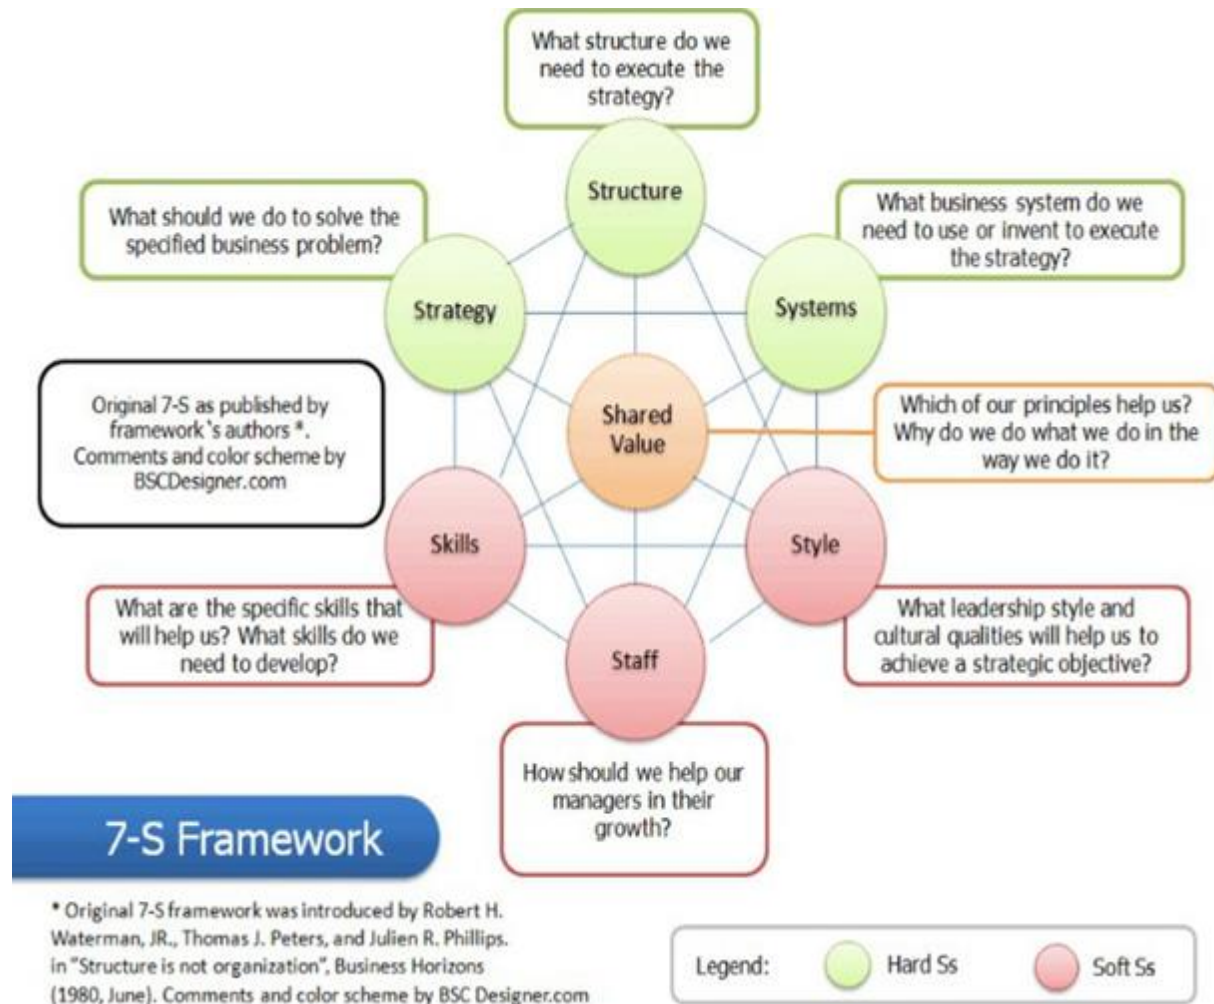 What structure do we
need to execute the
strategy?
Structure
What should we do to solve the
specified business problem?
What business system do we
need to use or invent to execute
the strategy?
Strategy
Systems
Original 7-S as published by
framework`s authors *.
Comments and color scheme by
BSCDesigner.com
Shared
Value
Which of our principles help us?
Why do we do what we do in the
way we do it?
Skills
Style
What are the specific skills that
will help us? What skills do we
need to develop?
Staff
What leadership style and
cultural qualities will help us to
achieve a strategic objective?
How should we help our
managers in their
growth?
7-S Framework
* Original 7-S framework was introduced by Robert H.
Waterman, JR., Thomas J. Peters, and Julien R. Phillips.
in "Structure is not organization", Business Horizons
(1980, June). Comments and color scheme by BSC Designer.com
Legend:
Hard Ss
Soft Ss